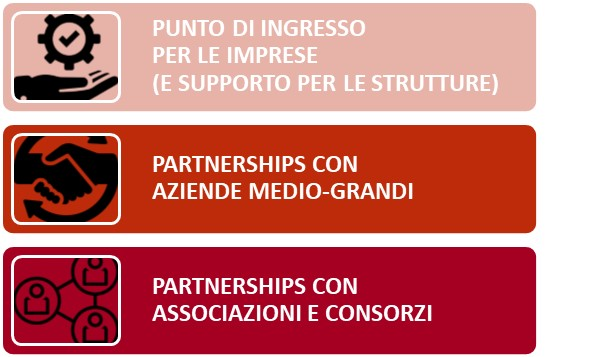 PUNTO DI INGRESSO
PER LE IMPRESE
(E SUPPORTO PER LE STRUTTURE)
PARTNERSHIPS CON
AZIENDE MEDIO-GRANDI
PARTNERSHIPS CON
ASSOCIAZIONI E CONSORZI